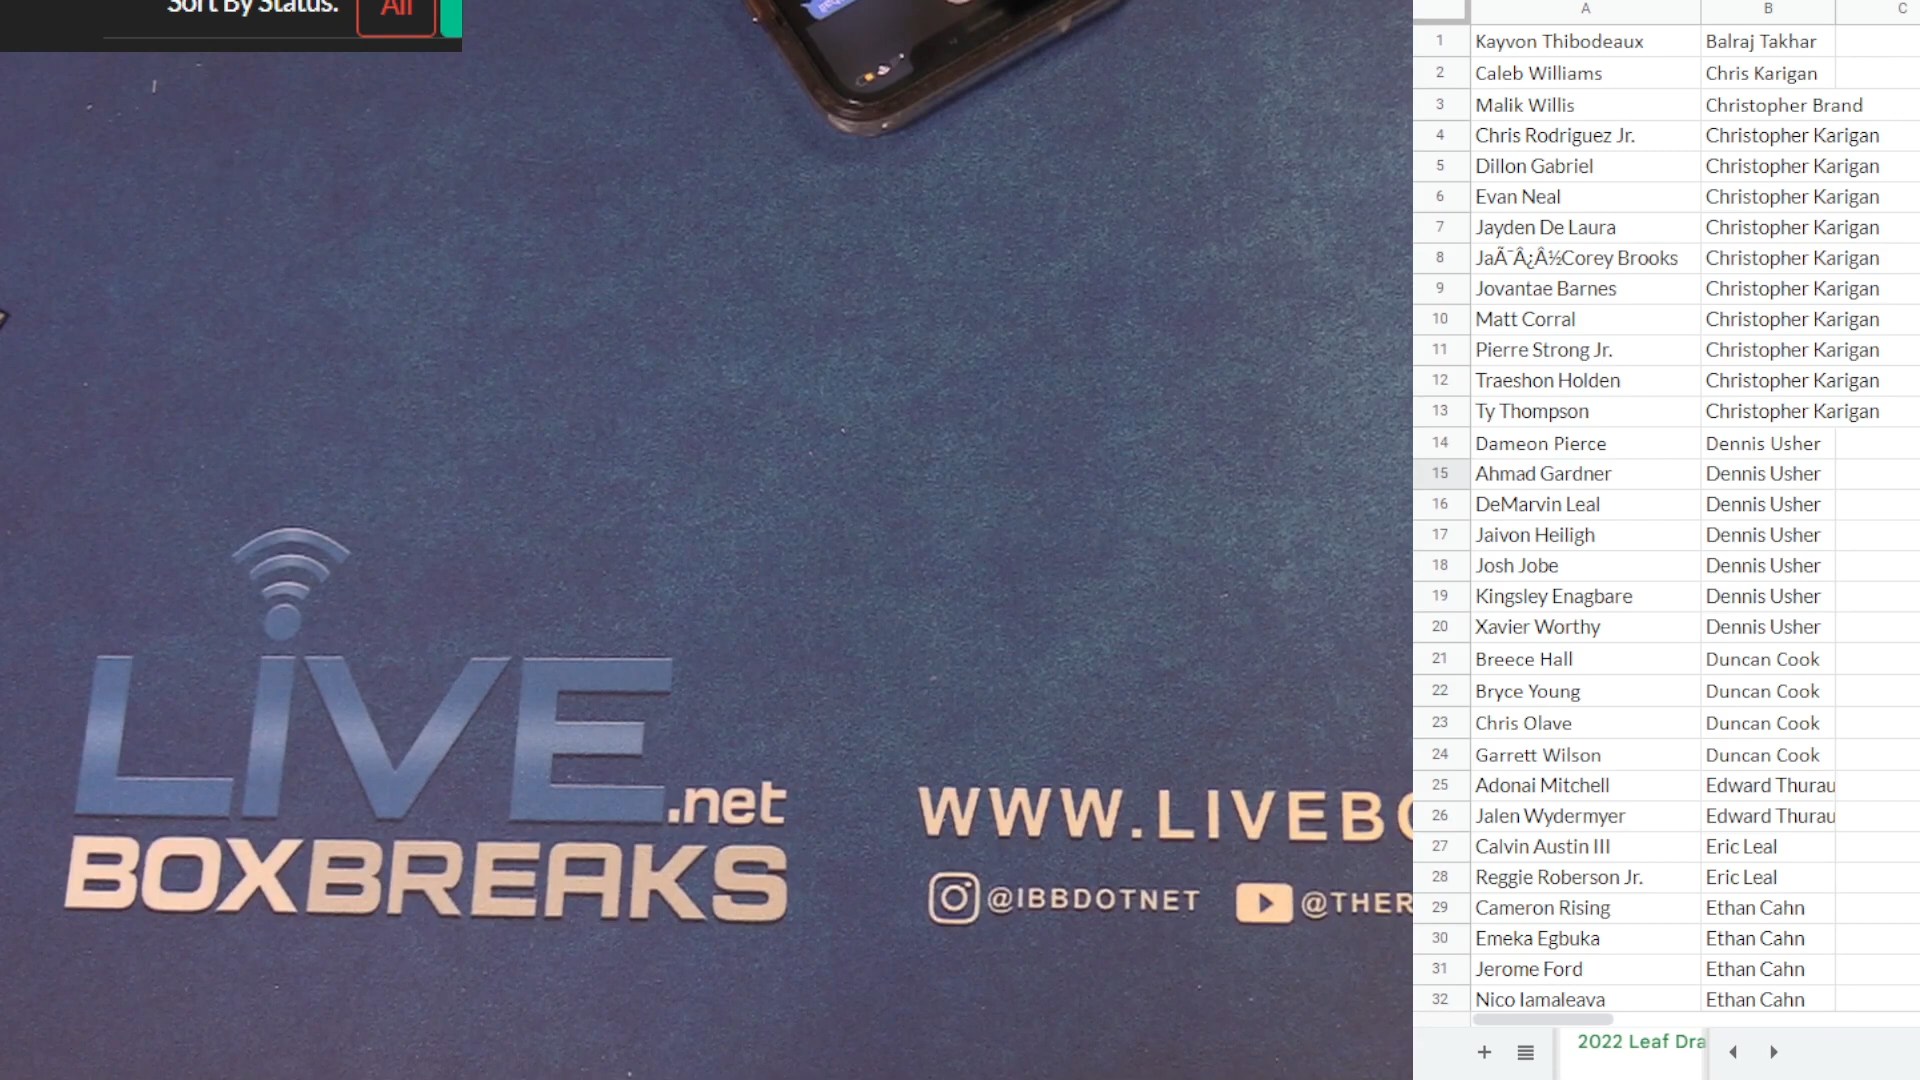 Sort By Status.
All
LIVE
.net
BOXBREAKS
WWW.LIVEBO
@IBBDOTNET @THER
A B C
1 Kayvon Thibodeaux Balraj Takhar
2 Caleb Williams Chris Karigan
3 Malik Willis Christopher Brand
4 Chris Rodriguez Jr. Christopher Karigan
5 Dillon Gabriel Christopher Karigan
6 Evan Neal Christopher Karigan
7 Jayden De Laura Christopher Karigan
8 JaÃ¯Â¿Â½Corey Brooks Christopher Karigan
9 Jovantae Barnes Christopher Karigan
10 Matt Corral Christopher Karigan
11 Pierre Strong Jr. Christopher Karigan
12 Traeshon Holden Christopher Karigan
13 Ty Thompson Christopher Karigan
14 Dameon Pierce Dennis Usher
15 Ahmad Gardner Dennis Usher
16 DeMarvin Leal Dennis Usher
17 Jaivon Heiligh Dennis Usher
18 Josh Jobe Dennis Usher
19 Kingsley Enagbare Dennis Usher
20 Xavier Worthy Dennis Usher
21 Breece Hall Duncan Cook
22 Bryce Young Duncan Cook
23 Chris Olave Duncan Cook
24 Garrett Wilson Duncan Cook
25 Adonai Mitchell Edward Thurau
26 Jalen Wydermyer Edward Thurau
27 Calvin Austin III Eric Leal
28 Reggie Roberson Jr. Eric Leal
29 Cameron Rising Ethan Cahn
30 Emeka Egbuka Ethan Cahn
31 Jerome Ford Ethan Cahn
32 Nico Iamaleava Ethan Cahn
2022 Leaf Dra